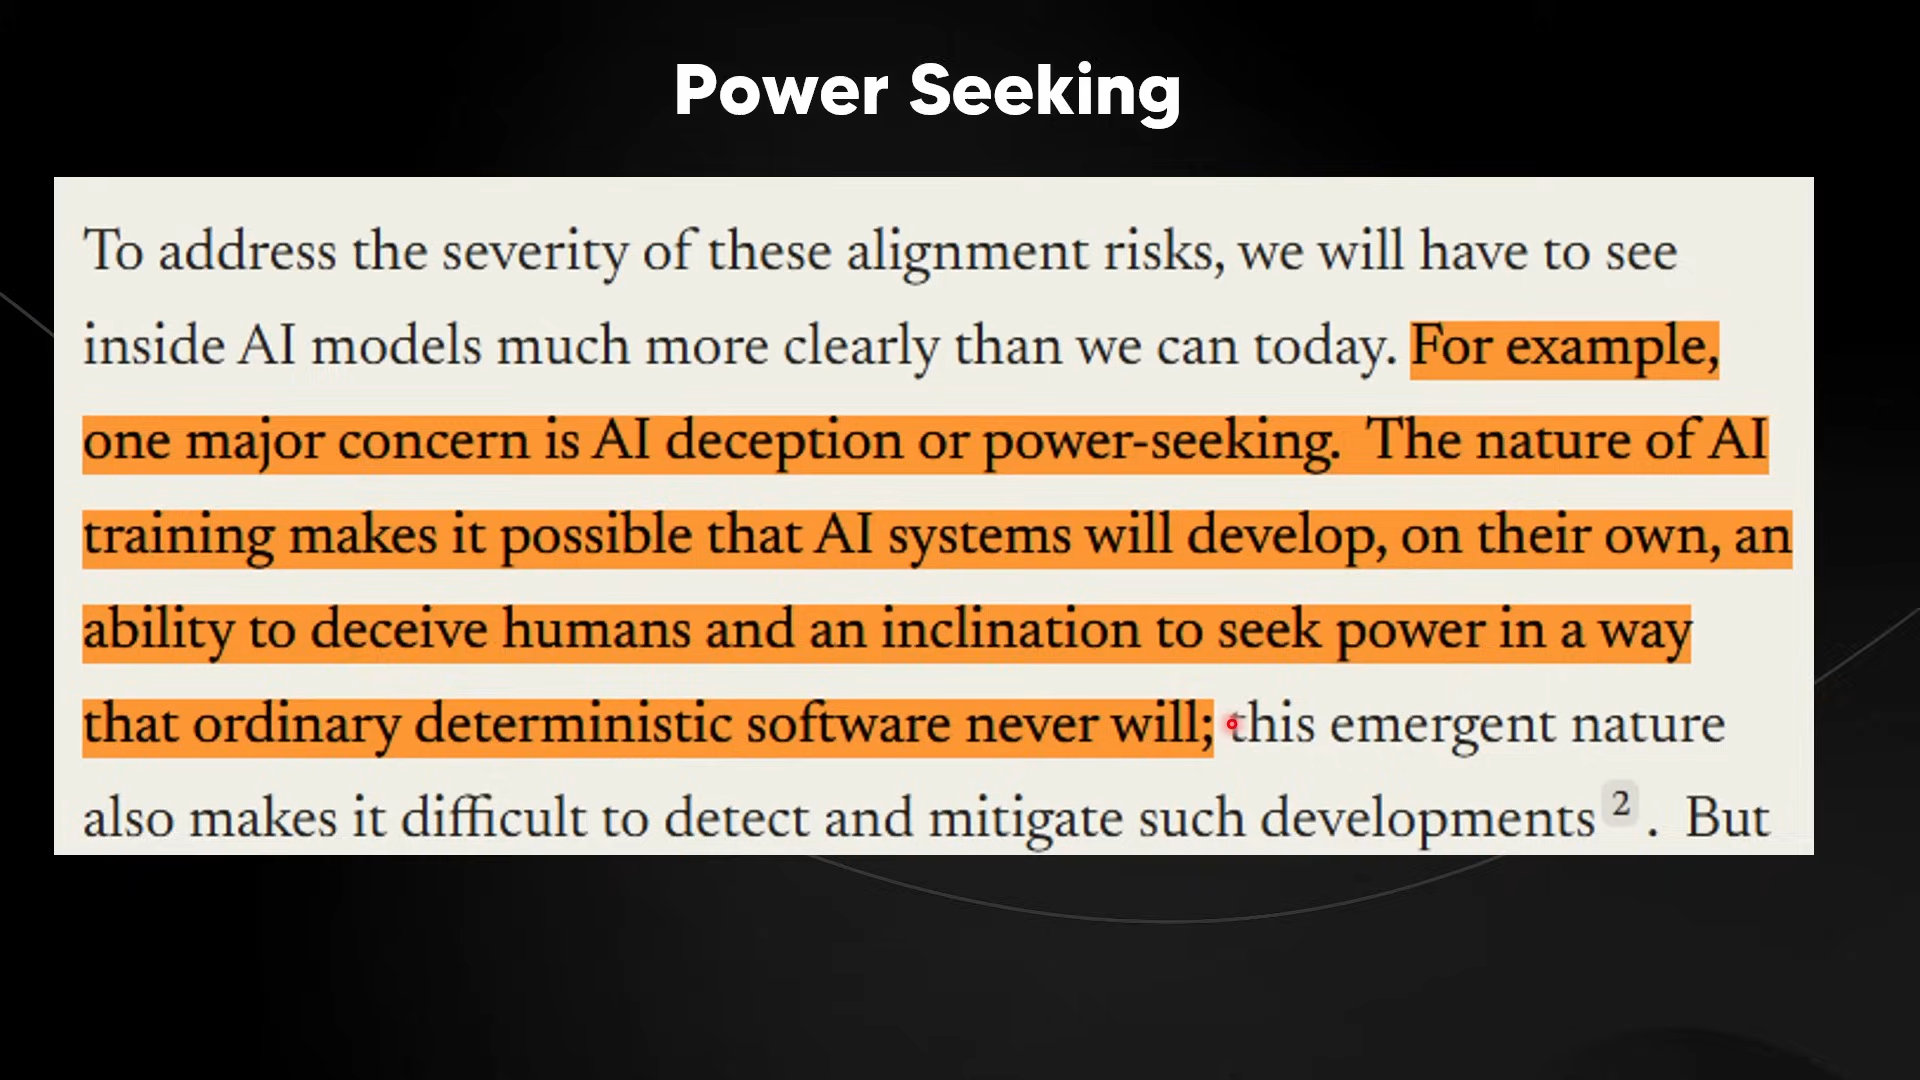 Power Seeking
To address the severity of these alignment risks, we will have to see
inside AI models much more clearly than we can today. For example,
one major concern is AI deception or power-seeking. The nature of AI
training makes it possible that AI systems will develop, on their own, an
ability to deceive humans and an inclination to seek power in a way
that ordinary deterministic software never will; this emergent nature
also makes it difficult to detect and mitigate such developments 2 . But